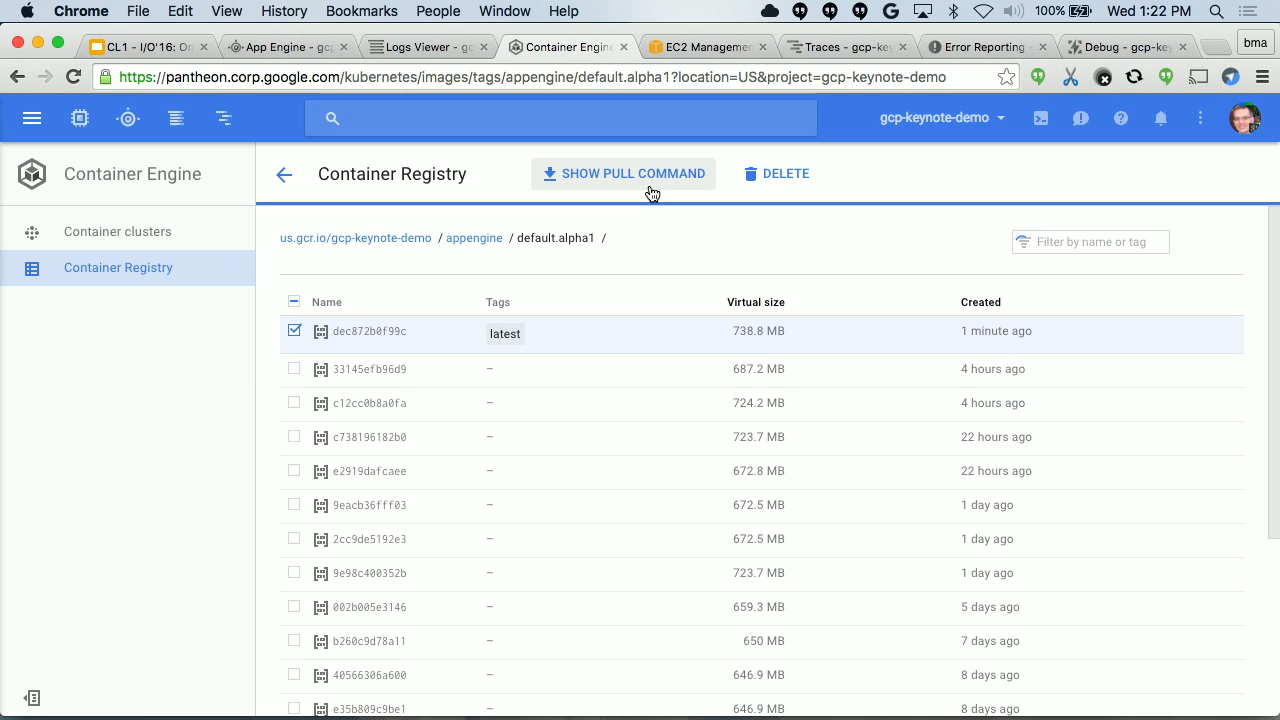 Chrome File Edit View History Bookmarks People Window Help 100% Wed 1:22 PM
CL1 - I/O'16: On App Engine - gcp Logs Viewer - gc Container Engin EC2 Managemen Traces - gcp-key Error Reporting - Debug - gcp-key bma
https://pantheon.corp.google.com/kubernetes/images/tags/appengine/default.alpha1?location=US&project=gcp-keynote-demo
gcp-keynote-demo
Container Engine
Container Registry
SHOW PULL COMMAND
DELETE
Container clusters
Container Registry
us.gcr.io/gcp-keynote-demo / appengine / default.alpha1 /
Filter by name or tag
Name Tags Virtual size Created
dec872b0f99c latest 738.8 MB 1 minute ago
33145efb96d9 – 687.2 MB 4 hours ago
c12cc0b8a0fa – 724.2 MB 4 hours ago
c738196182b0 – 723.7 MB 22 hours ago
e2919dafcaee – 672.8 MB 22 hours ago
9eacb36fff03 – 672.5 MB 1 day ago
2cc9de5192e3 – 672.5 MB 1 day ago
9e98c400352b – 723.7 MB 1 day ago
002b005e3146 – 659.3 MB 5 days ago
b260c9d78a11 – 650 MB 7 days ago
40566306a600 – 646.9 MB 8 days ago
e35b809c9be1 – 646.9 MB 8 days ago